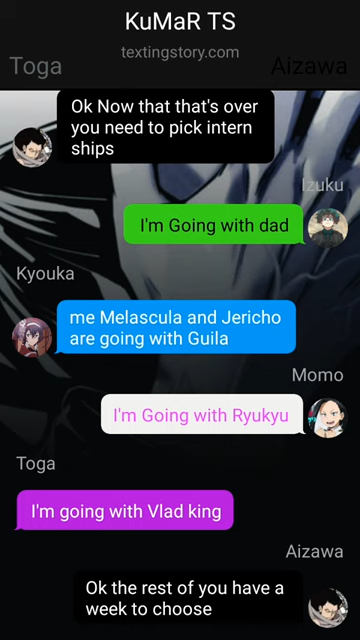 KuMaR TS
textingstory.com
Toga
Aizawa
Ok Now that that's over
you need to pick intern
ships
Izuku
I'm Going with dad
Kyouka
me Melascula and Jericho
are going with Guila
Momo
I'm Going with Ryukyu
Toga
I'm going with Vlad king
Aizawa
Ok the rest of you have a
week to choose